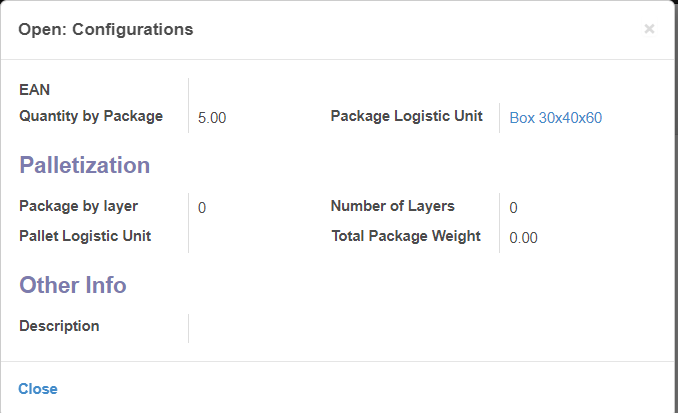 Open: Configurations ×
EAN
Quantity by Package 5.00 Package Logistic Unit Box 30x40x60
Palletization
Package by layer 0 Number of Layers 0
Pallet Logistic Unit Total Package Weight 0.00
Other Info
Description
Close